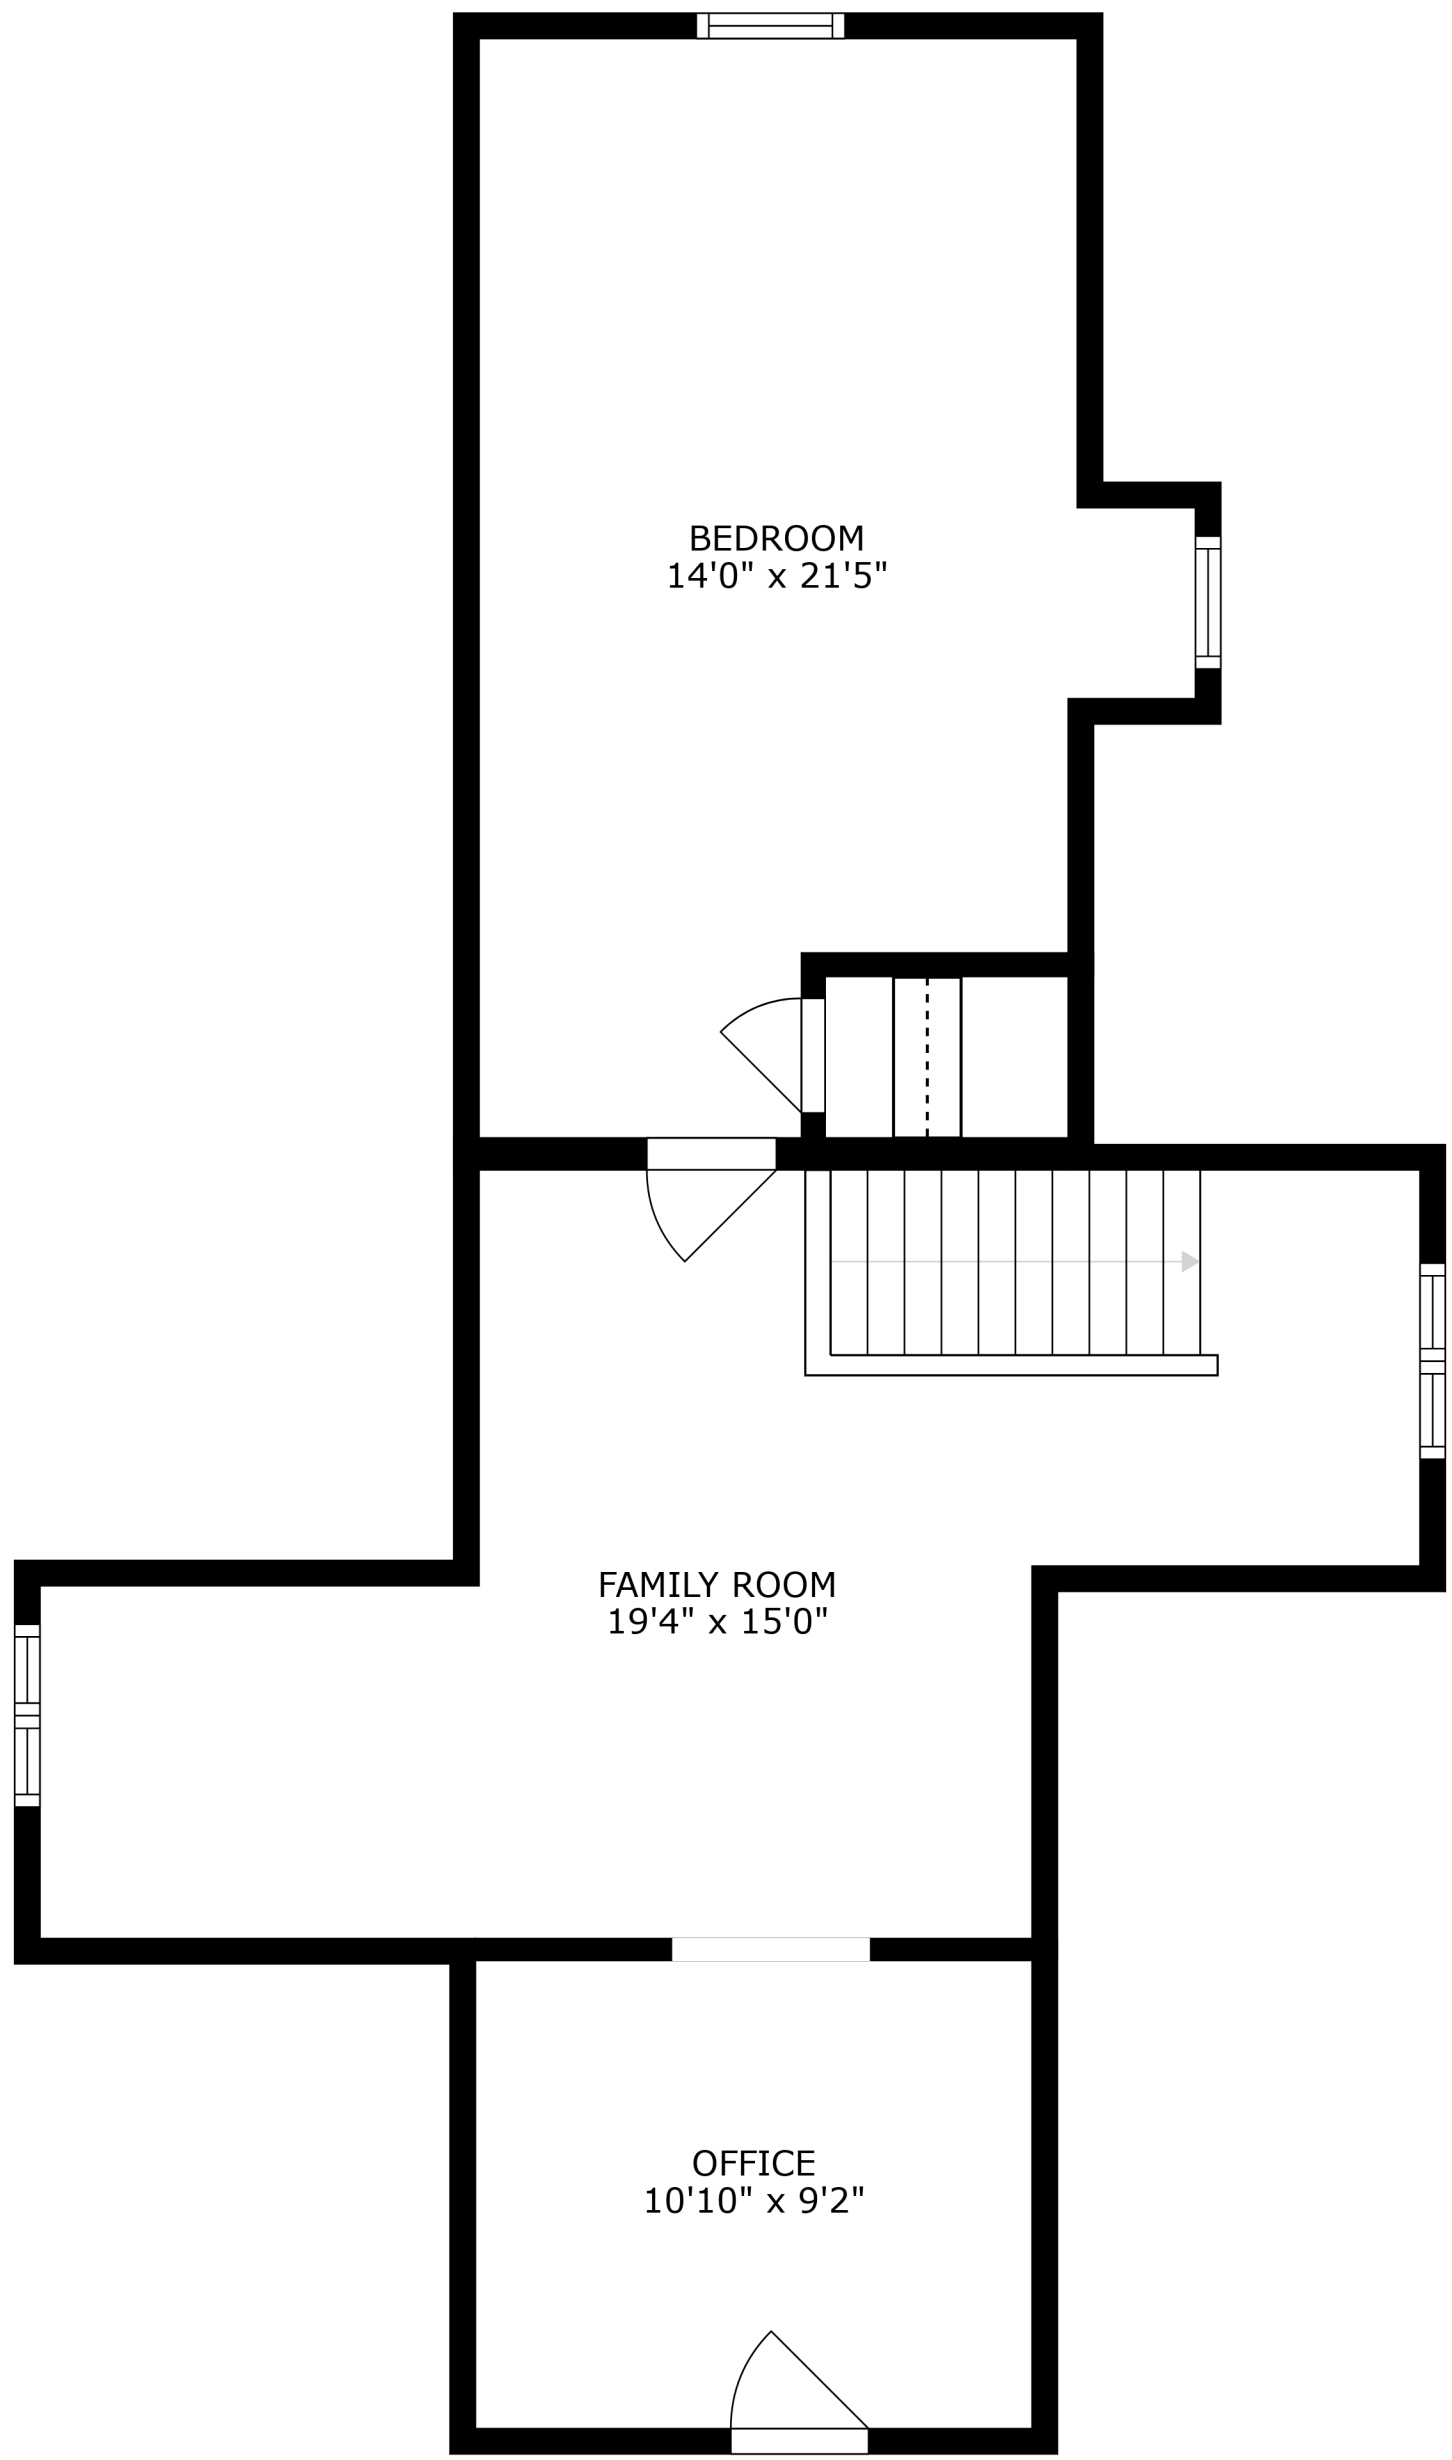 BEDROOM
14'0" x 21'5"
FAMILY ROOM
19'4" x 15'0"
OFFICE
10'10" x 9'2"